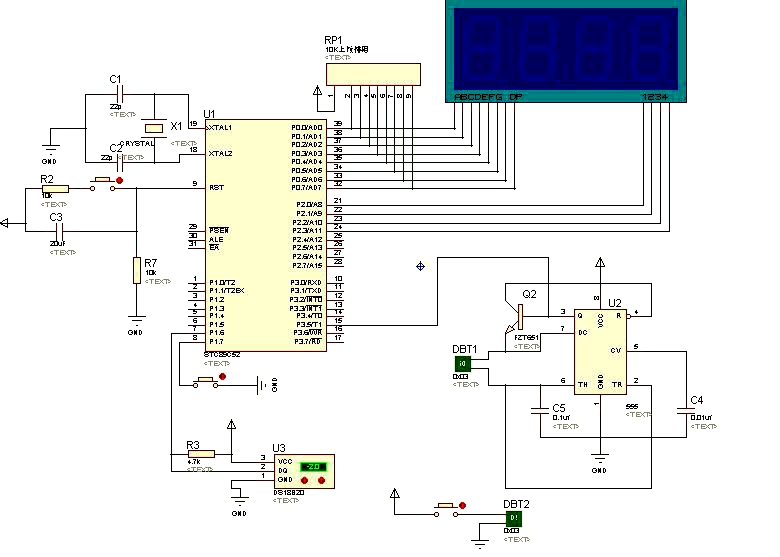 RP1
10K上拉排阻
<TEXT>
1 2 3 4 5 6 7 8 9
ABCDEFG DP 1234
C1
22p
<TEXT>
X1
CRYSTAL
<TEXT>
C2
22p
<TEXT>
GND
R2
10k
<TEXT>
C3
20uF
<TEXT>
R7
10k
<TEXT>
GND
U1
19 XTAL1
18 XTAL2
9 RST
29 PSEN
30 ALE
31 EA
1 P1.0/T2
2 P1.1/T2EX
3 P1.2
4 P1.3
5 P1.4
6 P1.5
7 P1.6
8 P1.7
P0.0/AD0 39
P0.1/AD1 38
P0.2/AD2 37
P0.3/AD3 36
P0.4/AD4 35
P0.5/AD5 34
P0.6/AD6 33
P0.7/AD7 32
P2.0/A8 21
P2.1/A9 22
P2.2/A10 23
P2.3/A11 24
P2.4/A12 25
P2.5/A13 26
P2.6/A14 27
P2.7/A15 28
P3.0/RXD 10
P3.1/TXD 11
P3.2/INT0 12
P3.3/INT1 13
P3.4/T0 14
P3.5/T1 15
P3.6/WR 16
P3.7/RD 17
STC89C52
<TEXT>
GND
R3
4.7k
<TEXT>
U3
3 VCC
2 DQ
1 GND
-2.0
DS18B20
<TEXT>
GND
Q2
FZT651
<TEXT>
U2
3 Q
7 DC
6 TH
8 VCC
R 4
CV 5
TR 2
GND 1
555
<TEXT>
DBT1
<TEXT>
C5
0.1uF
<TEXT>
C4
0.01uF
<TEXT>
GND
DBT2
<TEXT>
GND